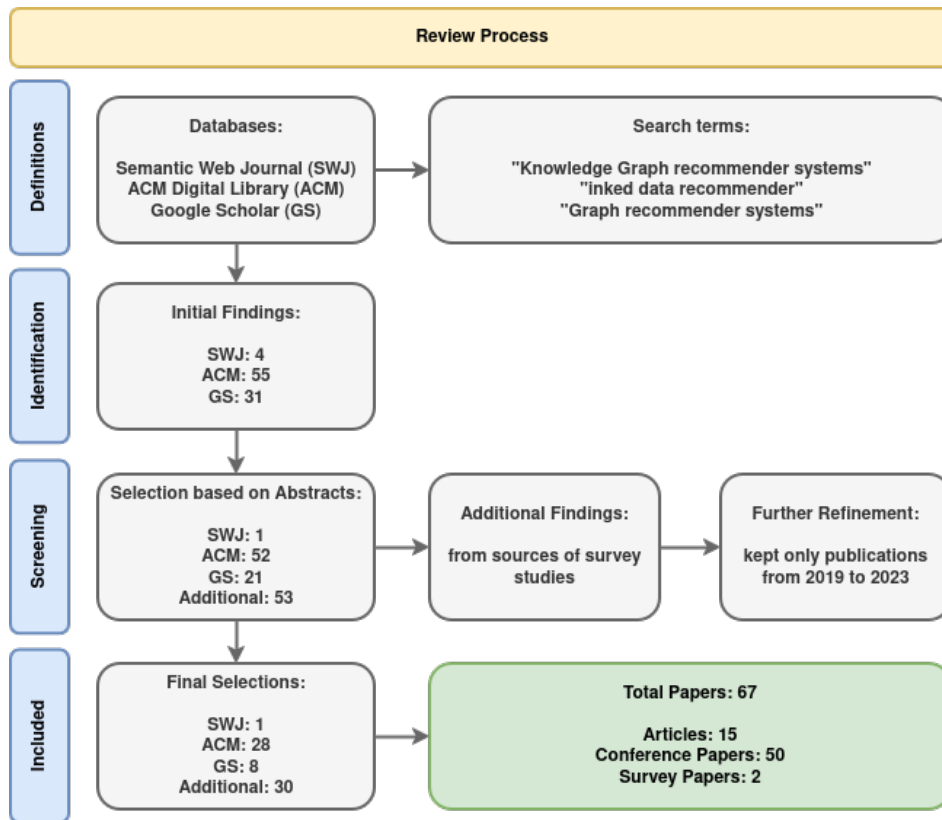 Review Process
Definitions
Databases:
Semantic Web Journal (SWJ)
ACM Digital Library (ACM)
Google Scholar (GS)
Search terms:
"Knowledge Graph recommender systems"
"inked data recommender"
"Graph recommender systems"
Identification
Initial Findings:
SWJ: 4
ACM: 55
GS: 31
Screening
Selection based on Abstracts:
SWJ: 1
ACM: 52
GS: 21
Additional: 53
Additional Findings:
from sources of survey
studies
Further Refinement:
kept only publications
from 2019 to 2023
Included
Final Selections:
SWJ: 1
ACM: 28
GS: 8
Additional: 30
Total Papers: 67
Articles: 15
Conference Papers: 50
Survey Papers: 2